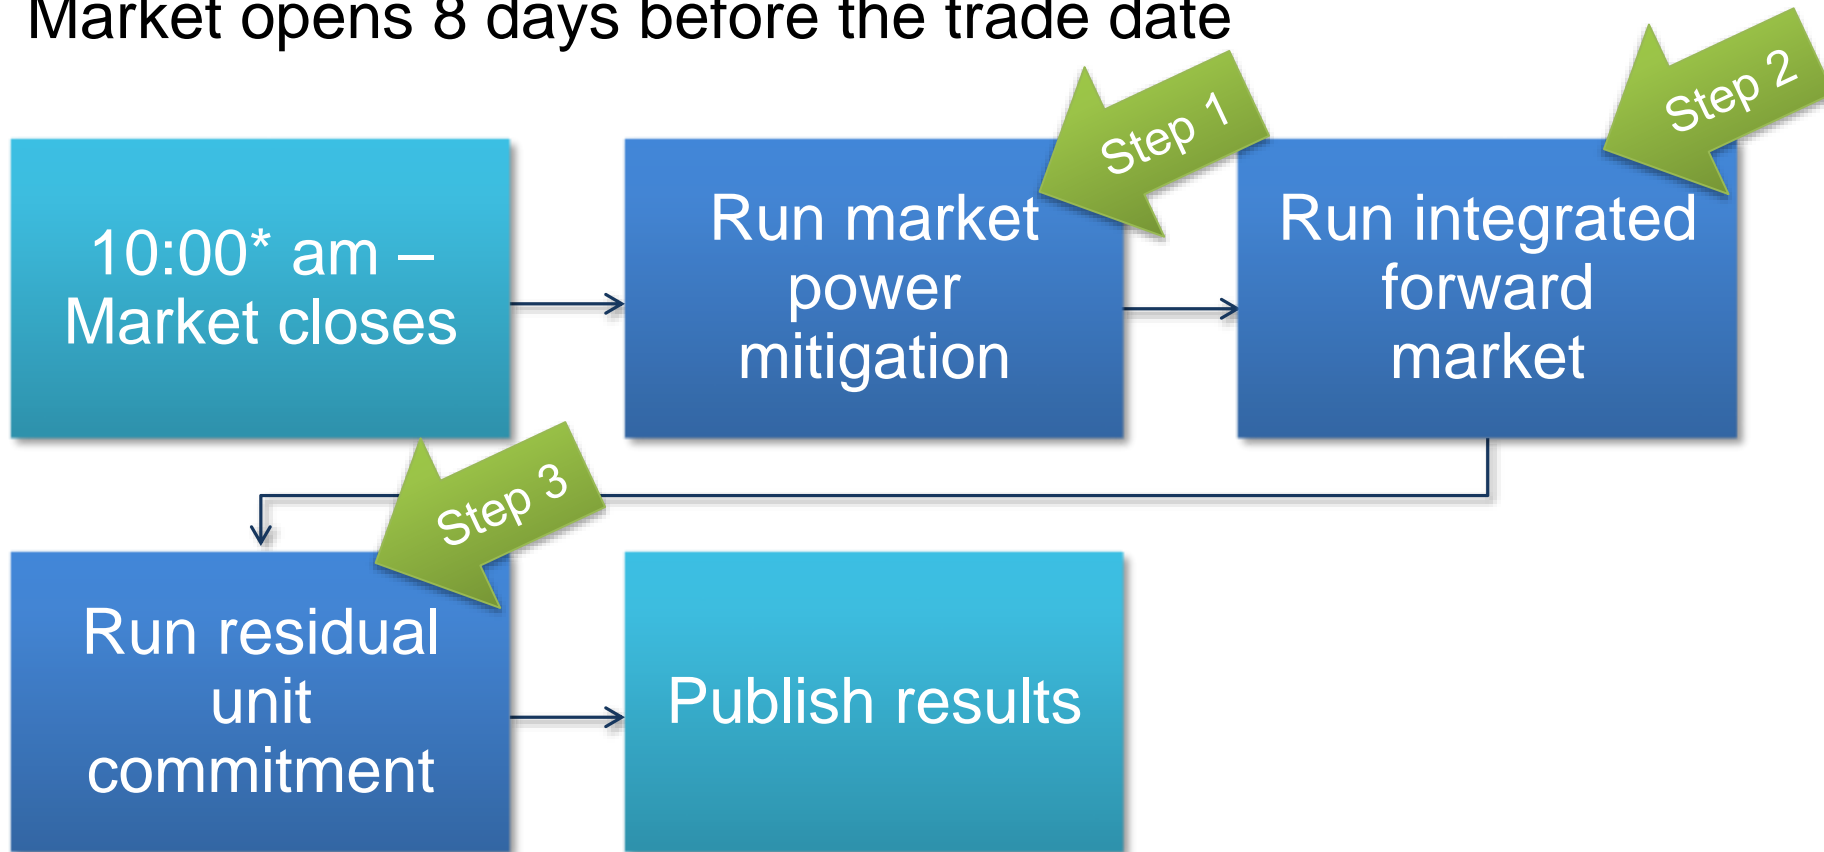 Market opens 8 days before the trade date
Step 1
Step 2
10:00* am –
Market closes
Run market
power
mitigation
Run integrated
forward
market
Step 3
Run residual
unit
commitment
Publish results